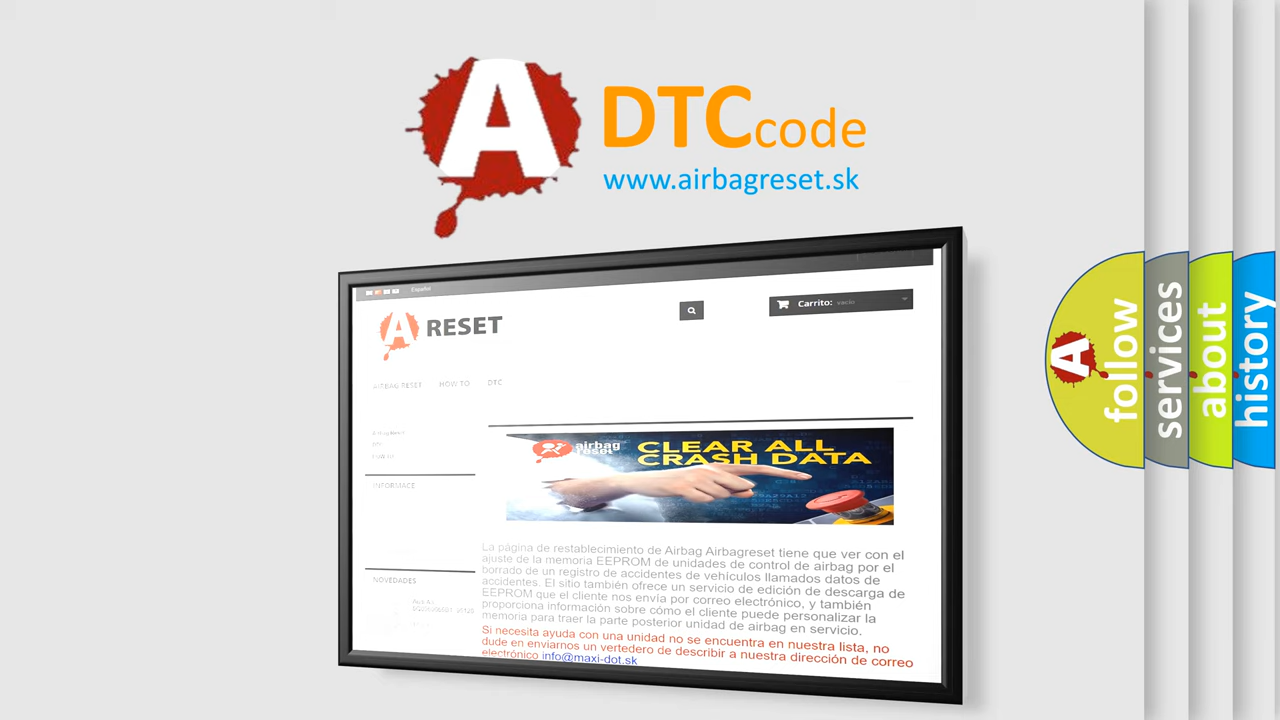 A
DTCcode
www.airbagreset.sk
Español
A RESET
Carrito: vacío
AIRBAG RESET HOW TO DTC
INFORMACE
NOVEDADES
airbag
reset
CLEAR ALL
CRASH DATA
La página de restablecimiento de Airbag Airbagreset tiene que ver con el
ajuste de la memoria EEPROM de unidades de control de airbag por el
borrado de un registro de accidentes de vehículos llamados datos de
accidentes. El sitio también ofrece un servicio de edición de descarga de
EEPROM que el cliente nos envía por correo electrónico, y también
proporciona información sobre cómo el cliente puede personalizar la
memoria para traer la parte posterior unidad de airbag en servicio.
Si necesita ayuda con una unidad no se encuentra en nuestra lista, no
dude en enviarnos un vertedero de describir a nuestra dirección de correo
electrónico info@maxi-dot.sk
A
follow
services
about
history